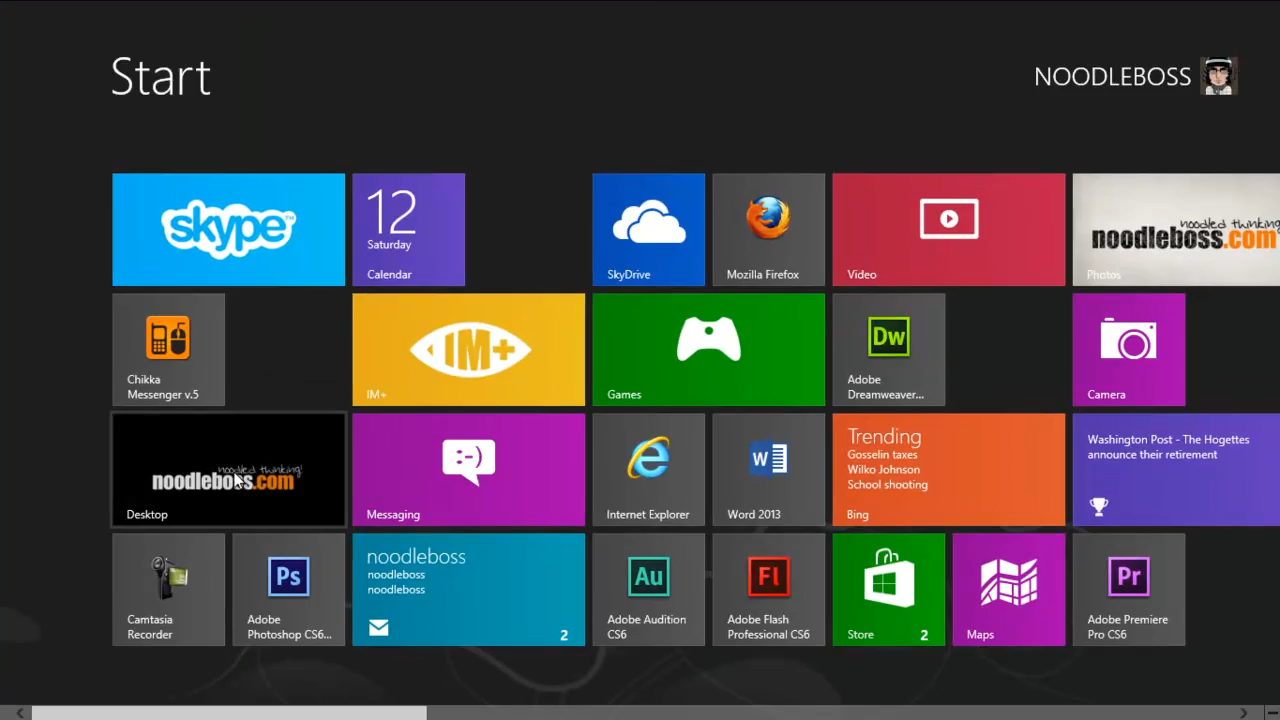 Start
NOODLEBOSS
skype™
12
Saturday
Calendar
SkyDrive
Mozilla Firefox
Video
noodled thinking
noodleboss.com
Photos
Chikka
Messenger v.5
IM+
IM+
Games
Dw
Adobe
Dreamweaver...
Camera
noodled thinking!
noodleboss.com
Desktop
:-)
Messaging
Internet Explorer
W
Word 2013
Trending
Gosselin taxes
Wilko Johnson
School shooting
Bing
Washington Post - The Hogettes
announce their retirement
Camtasia
Recorder
Ps
Adobe
Photoshop CS6...
noodleboss
noodleboss
noodleboss
2
Au
Adobe Audition
CS6
Fl
Adobe Flash
Professional CS6
Store
2
Maps
Pr
Adobe Premiere
Pro CS6